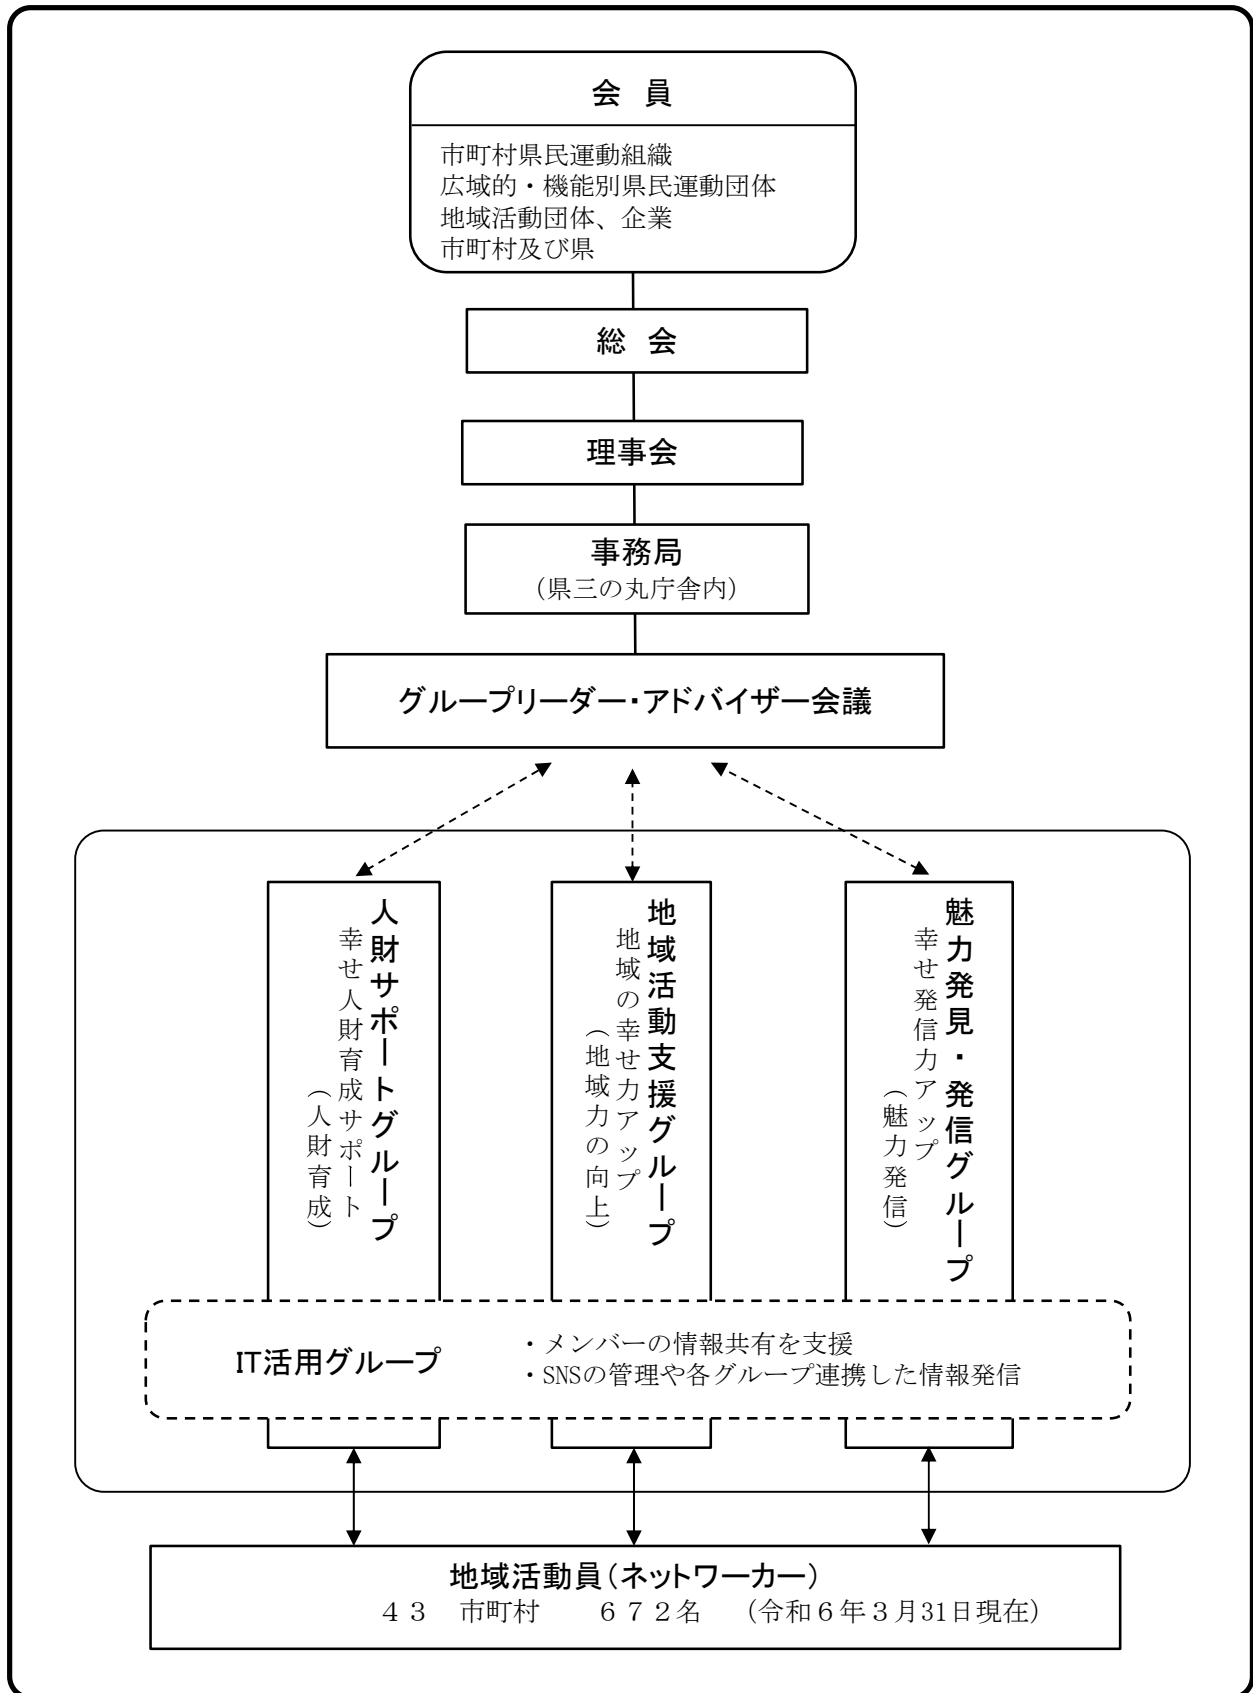 会　員
市町村県民運動組織
広域的・機能別県民運動団体
地域活動団体、企業
市町村及び県
総　会
理事会
事務局
（県三の丸庁舎内）
グループリーダー・アドバイザー会議
人財サポートグループ
幸せ人財育成サポート
（人財育成）
地域活動支援グループ
地域の幸せ力アップ
（地域力の向上）
魅力発見・発信グループ
幸せ発信力アップ
（魅力発信）
IT活用グループ
・メンバーの情報共有を支援
・SNSの管理や各グループ連携した情報発信
地域活動員（ネットワーカー）
４３　市町村　　６７２名　（令和６年３月31日現在）